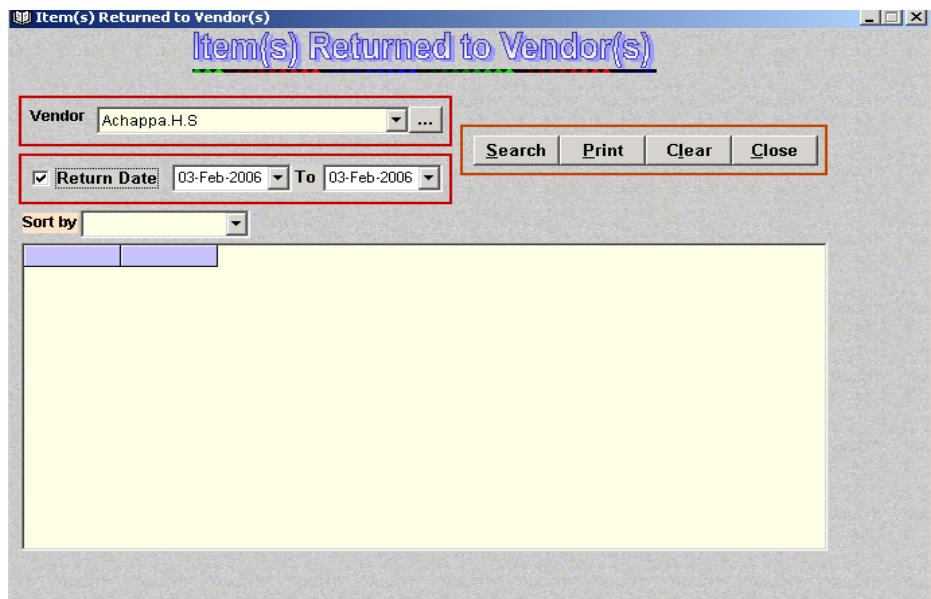 Item(s) Returned to Vendor(s)
Item(s) Returned to Vendor(s)
Vendor Achappa.H.S ...
Search Print Clear Close
Return Date 03-Feb-2006 To 03-Feb-2006
Sort by